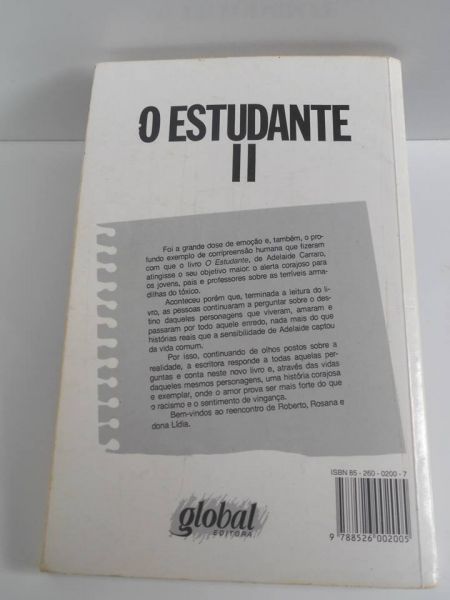 O ESTUDANTE
II
Foi a grande dose de emoção e, também, o pro-
fundo exemplo de compreensão humana que fizeram
com que o livro O Estudante, de Adelaide Carraro,
atingisse o seu objetivo maior: o alerta corajoso para
os jovens, pais e professores sobre as terríveis arma-
dilhas do tóxico.
Aconteceu porém que, terminada a leitura do li-
vro, as pessoas continuaram a perguntar sobre o des-
tino daqueles personagens que viveram, amaram e
passaram por todo aquele enredo, nada mais do que
histórias reais que a sensibilidade de Adelaide captou
da vida comum.
Por isso, continuando de olhos postos sobre a
realidade, a escritora responde a todas aquelas per-
guntas e conta neste novo livro e, através das vidas
daqueles mesmos personagens, uma história corajosa
e exemplar, onde o amor prova ser mais forte do que
o racismo e o sentimento de vingança.
Bem-vindos ao reencontro de Roberto, Rosana e
dona Lídia.
ISBN 85 - 260 - 0200 - 7
global
EDITORA
9 788526 002005